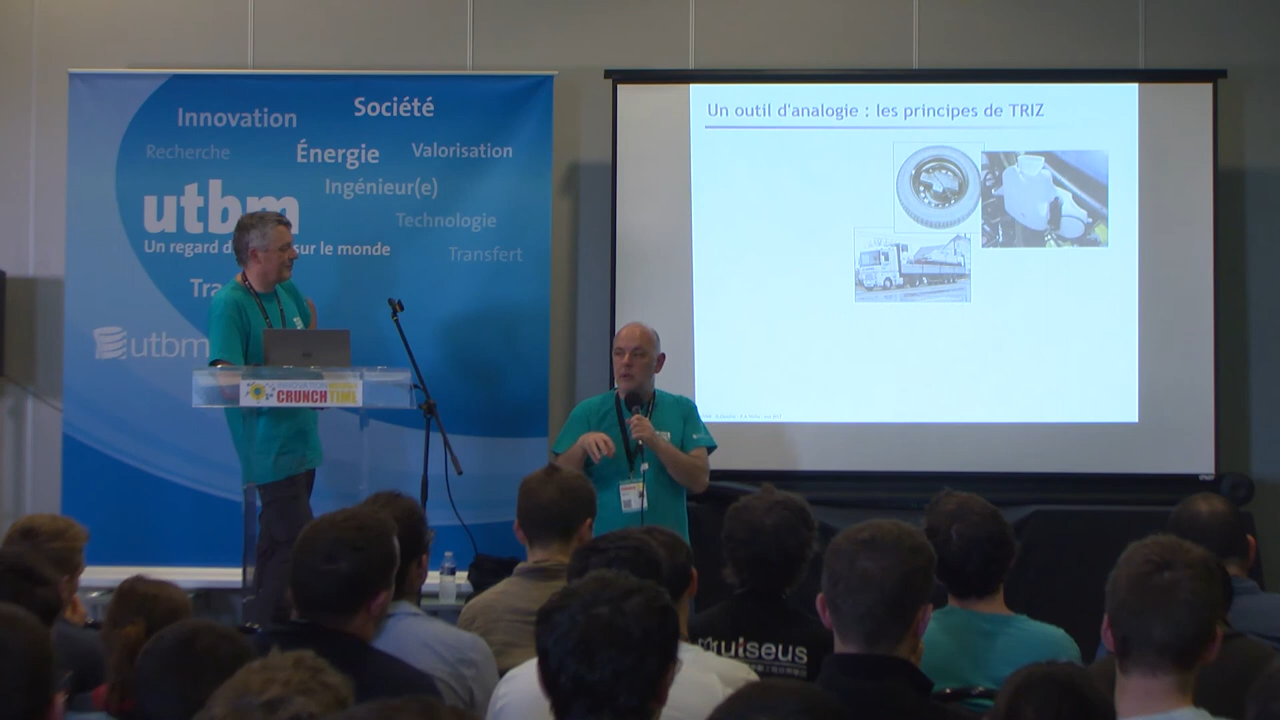 Innovation
Société
Recherche
Énergie
Valorisation
Ingénieur(e)
utbm
Technologie
Un regard
sur le monde
Transfert
utbm
CRUNCH TIME
Un outil d'analogie : les principes de TRIZ